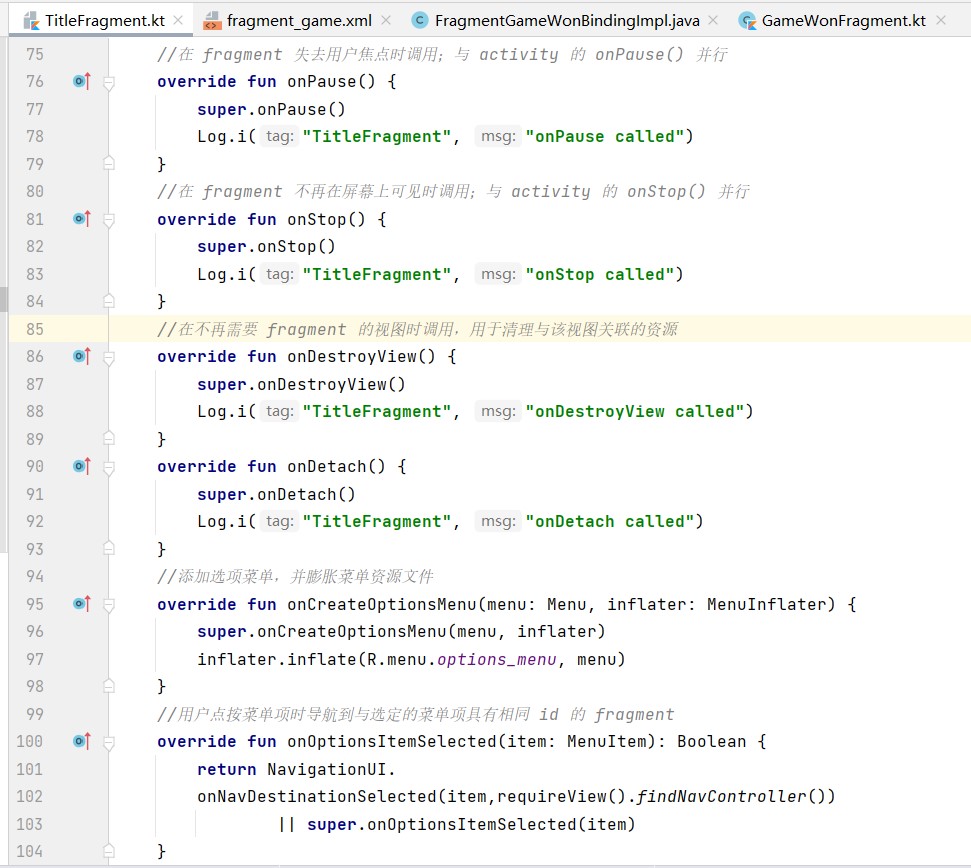 TitleFragment.kt fragment_game.xml FragmentGameWonBindingImpl.java GameWonFragment.kt
75 //在 fragment 失去用户焦点时调用；与 activity 的 onPause() 并行
76 override fun onPause() {
77 super.onPause()
78 Log.i( tag: "TitleFragment", msg: "onPause called")
79 }
80 //在 fragment 不再在屏幕上可见时调用；与 activity 的 onStop() 并行
81 override fun onStop() {
82 super.onStop()
83 Log.i( tag: "TitleFragment", msg: "onStop called")
84 }
85 //在不再需要 fragment 的视图时调用，用于清理与该视图关联的资源
86 override fun onDestroyView() {
87 super.onDestroyView()
88 Log.i( tag: "TitleFragment", msg: "onDestroyView called")
89 }
90 override fun onDetach() {
91 super.onDetach()
92 Log.i( tag: "TitleFragment", msg: "onDetach called")
93 }
94 //添加选项菜单，并膨胀菜单资源文件
95 override fun onCreateOptionsMenu(menu: Menu, inflater: MenuInflater) {
96 super.onCreateOptionsMenu(menu, inflater)
97 inflater.inflate(R.menu.options_menu, menu)
98 }
99 //用户点按菜单项时导航到与选定的菜单项具有相同 id 的 fragment
100 override fun onOptionsItemSelected(item: MenuItem): Boolean {
101 return NavigationUI.
102 onNavDestinationSelected(item,requireView().findNavController())
103 || super.onOptionsItemSelected(item)
104 }